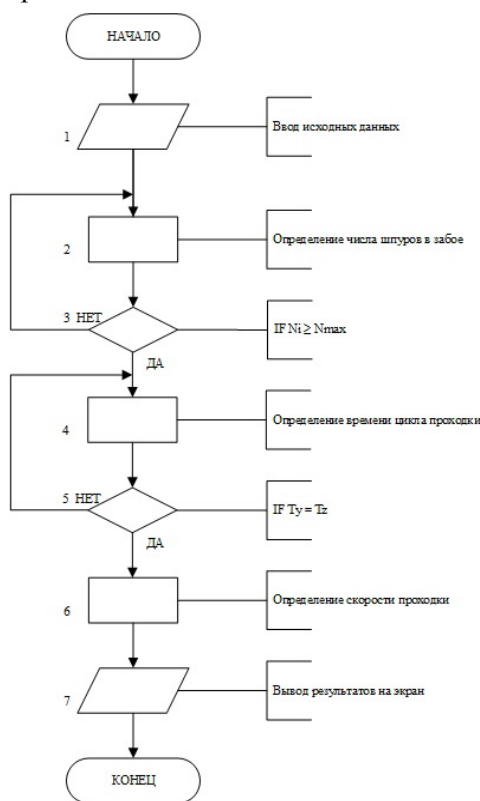 НАЧАЛО
1
Ввод исходных данных
2
Определение числа шпуров в забое
3 НЕТ
IF Ni ≥ Nmax
ДА
4
Определение времени цикла проходки
5 НЕТ
IF Ty = Tz
ДА
6
Определение скорости проходки
7
Вывод результатов на экран
КОНЕЦ